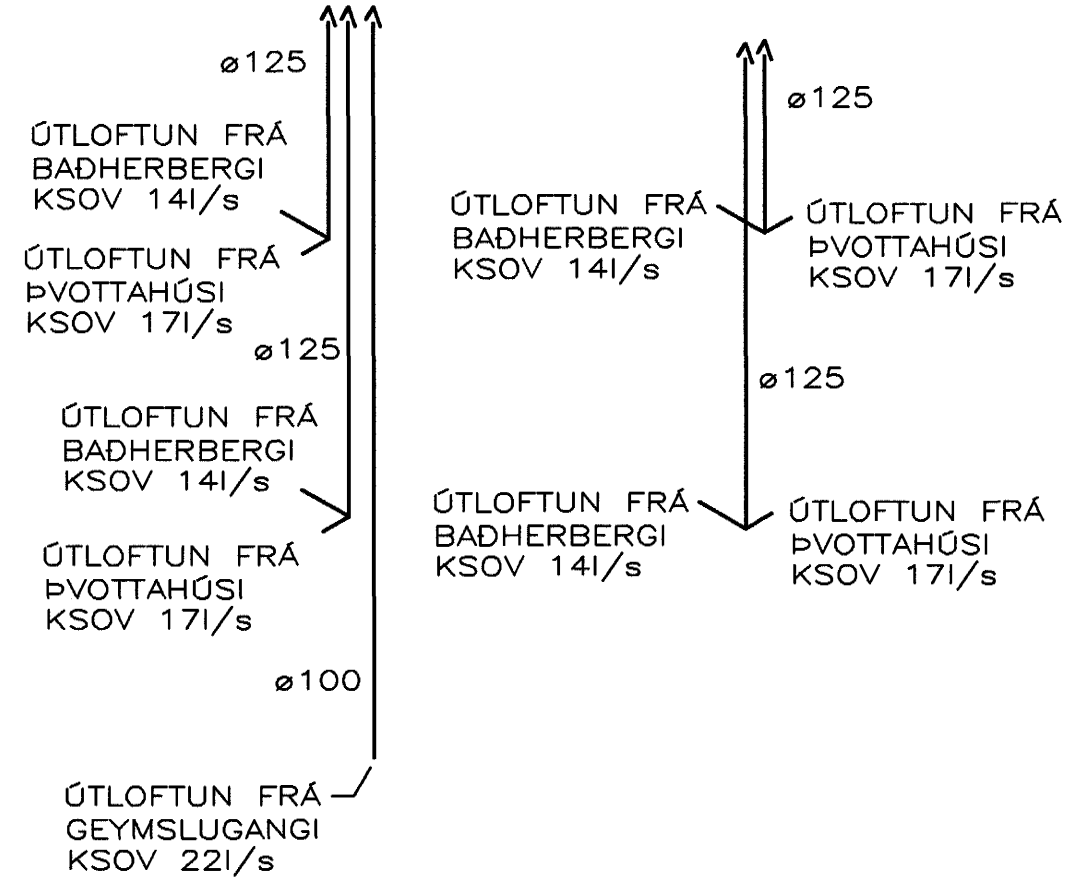 ø125
ÚTLOFTUN FRÁ
BAÐHERBERGI
KSOV 14l/s
ÚTLOFTUN FRÁ
ÞVOTTAHÚSI
KSOV 17l/s
ø125
ÚTLOFTUN FRÁ
BAÐHERBERGI
KSOV 14l/s
ÚTLOFTUN FRÁ
ÞVOTTAHÚSI
KSOV 17l/s
ø100
ÚTLOFTUN FRÁ
GEYMSLUGANGI
KSOV 22l/s
ø125
ÚTLOFTUN FRÁ
BAÐHERBERGI
KSOV 14l/s
ÚTLOFTUN FRÁ
ÞVOTTAHÚSI
KSOV 17l/s
ø125
ÚTLOFTUN FRÁ
BAÐHERBERGI
KSOV 14l/s
ÚTLOFTUN FRÁ
ÞVOTTAHÚSI
KSOV 17l/s